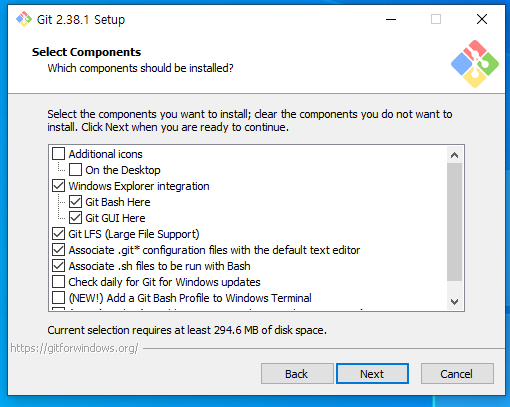 Git 2.38.1 Setup
Select Components
Which components should be installed?
Select the components you want to install; clear the components you do not want to
install. Click Next when you are ready to continue.
Additional icons
On the Desktop
Windows Explorer integration
Git Bash Here
Git GUI Here
Git LFS (Large File Support)
Associate .git* configuration files with the default text editor
Associate .sh files to be run with Bash
Check daily for Git for Windows updates
(NEW!) Add a Git Bash Profile to Windows Terminal
Current selection requires at least 294.6 MB of disk space.
https://gitforwindows.org/
Back
Next
Cancel